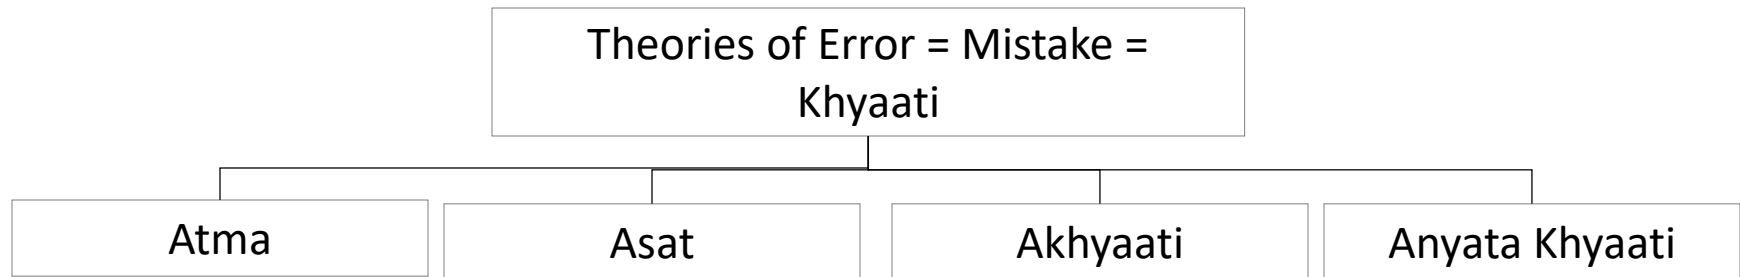 Theories of Error = Mistake =
Khyaati
Atma
Asat
Akhyaati
Anyata Khyaati